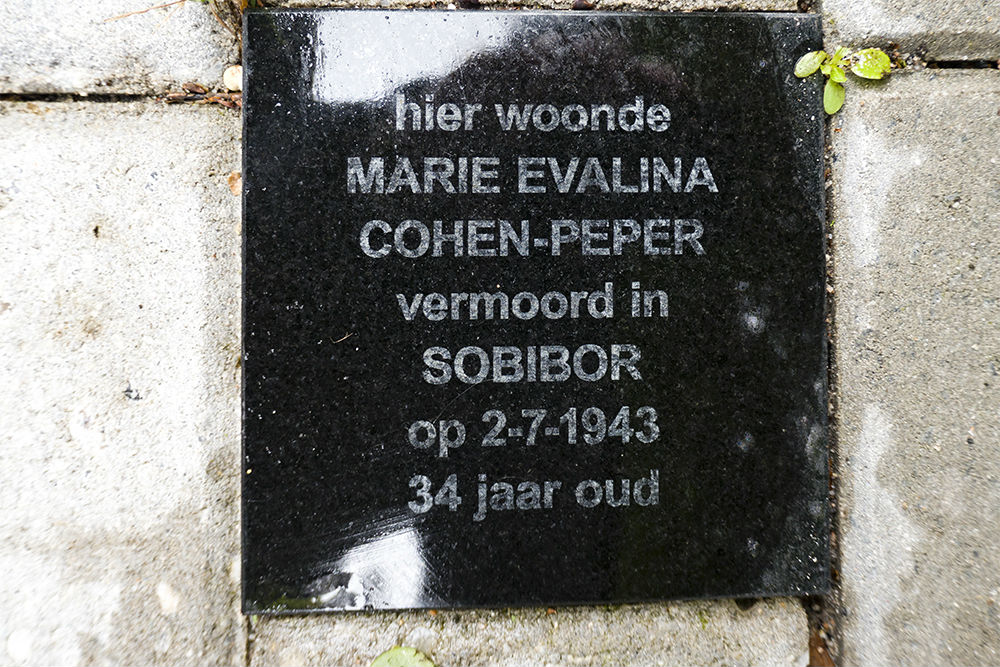 hier woonde
MARIE EVALINA
COHEN-PEPER
vermoord in
SOBIBOR
op 2-7-1943
34 jaar oud